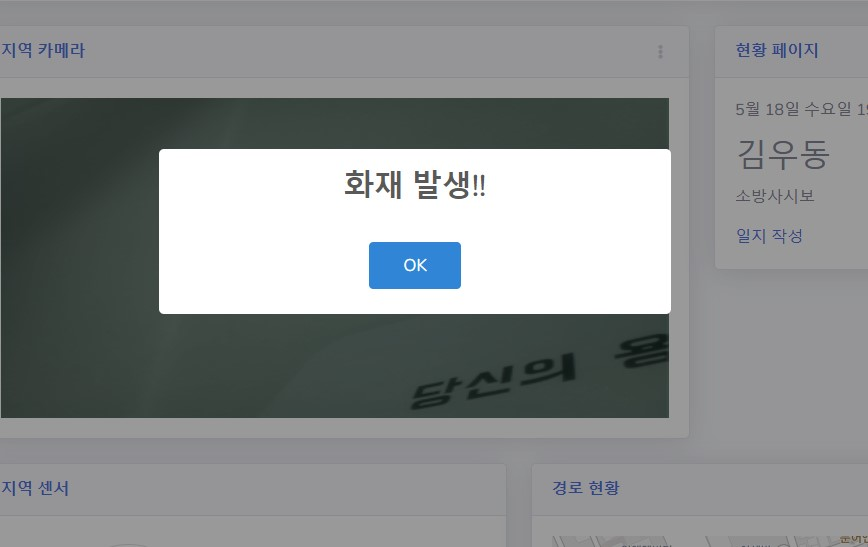 지역 카메라
현황 페이지
5월 18일 수요일
김우동
소방사시보
일지 작성
화재 발생!!
OK
당신의
지역 센서
경로 현황